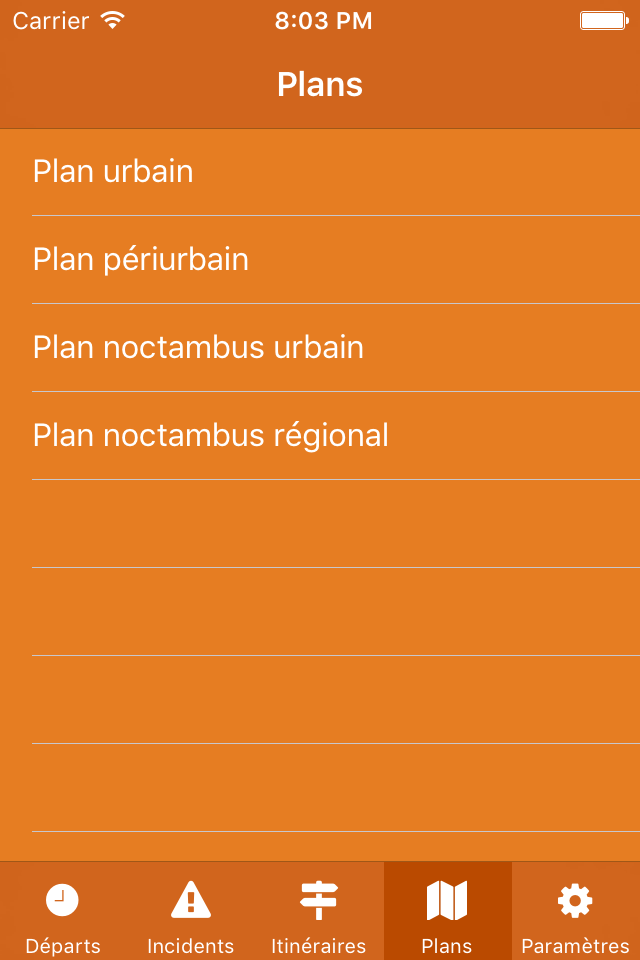 Carrier 8:03 PM
Plans
Plan urbain
Plan périurbain
Plan noctambus urbain
Plan noctambus régional
Départs Incidents Itinéraires Plans Paramètres